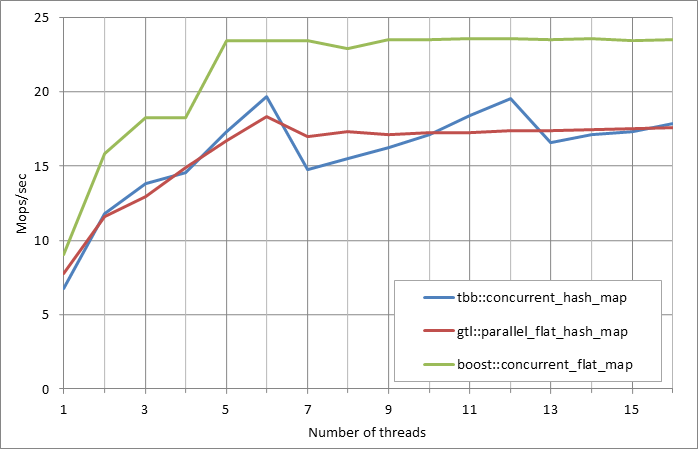 25
20
15
10
5
0
Mops/sec
tbb::concurrent_hash_map
gtl::parallel_flat_hash_map
boost::concurrent_flat_map
1 3 5 7 9 11 13 15
Number of threads